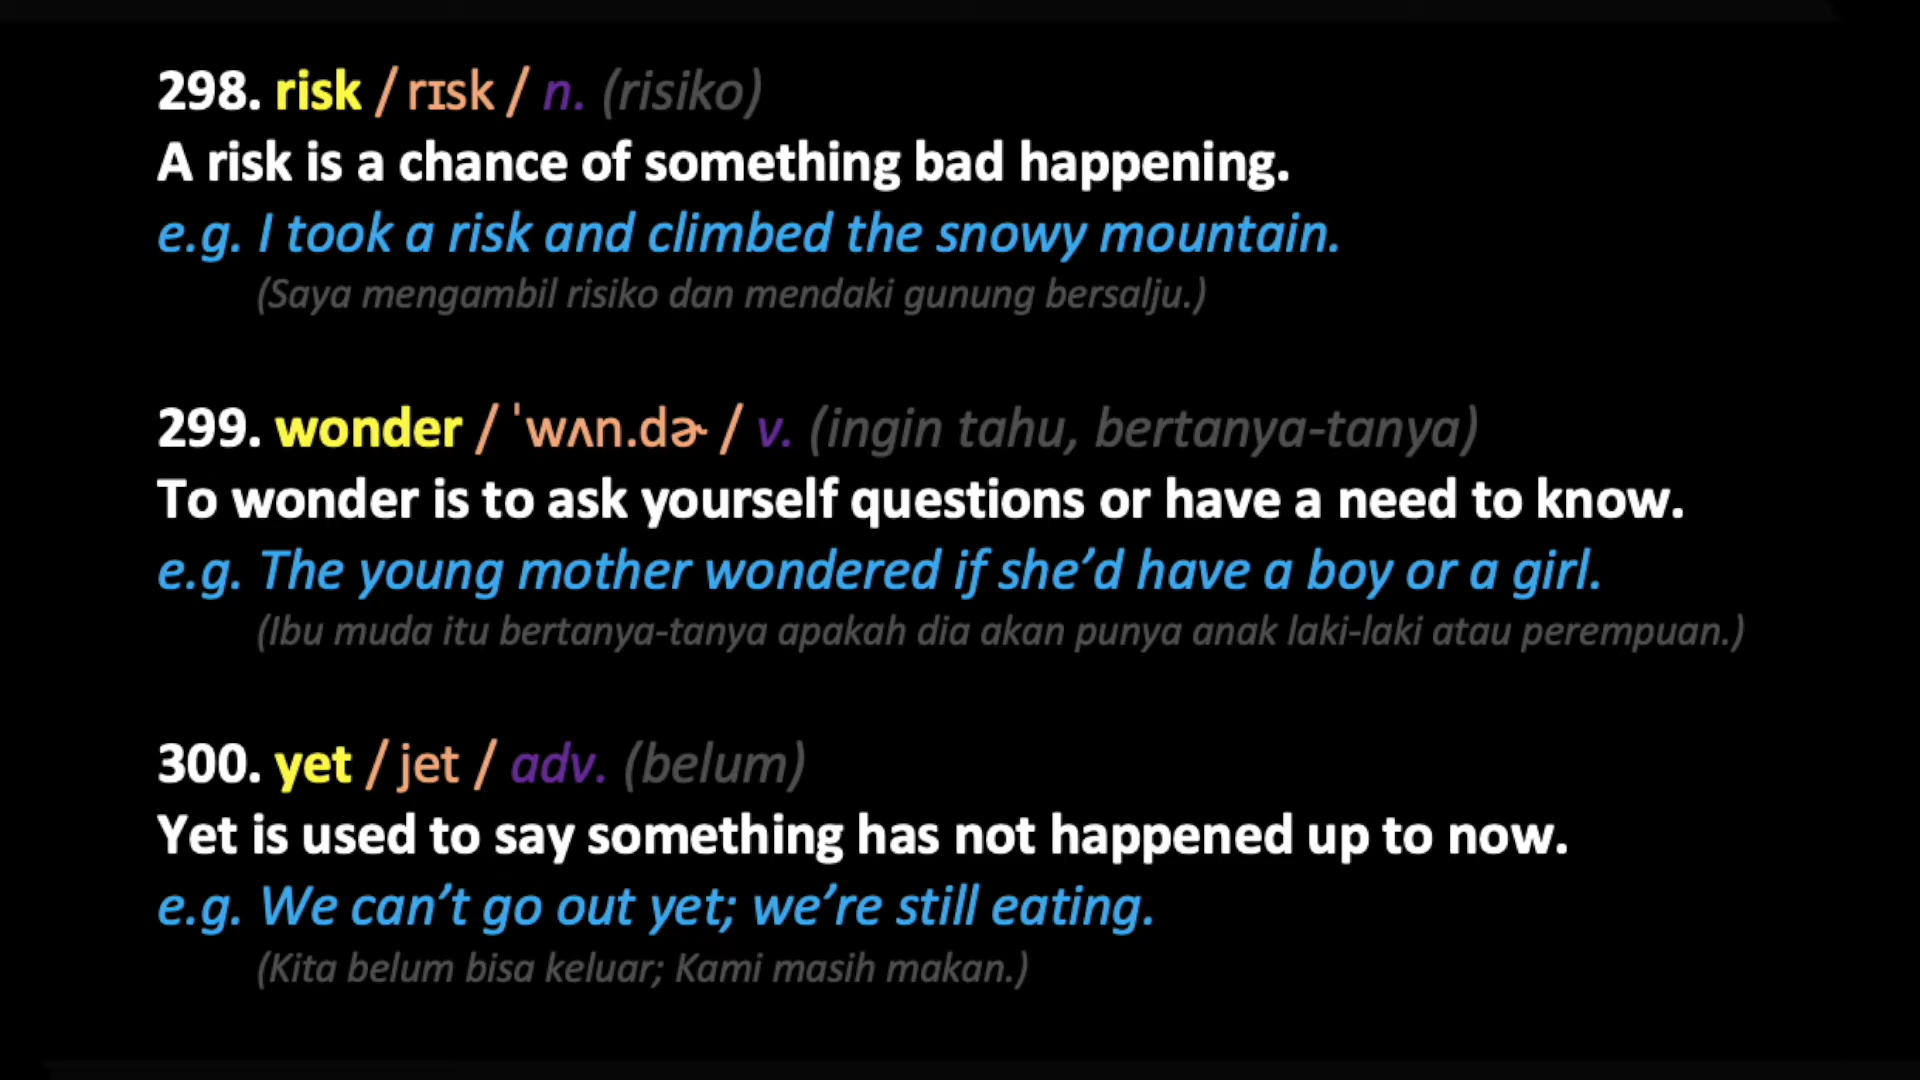 298. risk / rɪsk / n. (risiko)
A risk is a chance of something bad happening.
e.g. I took a risk and climbed the snowy mountain.
(Saya mengambil risiko dan mendaki gunung bersalju.)
299. wonder / ˈwʌn.dɚ / v. (ingin tahu, bertanya-tanya)
To wonder is to ask yourself questions or have a need to know.
e.g. The young mother wondered if she’d have a boy or a girl.
(Ibu muda itu bertanya-tanya apakah dia akan punya anak laki-laki atau perempuan.)
300. yet / jet / adv. (belum)
Yet is used to say something has not happened up to now.
e.g. We can’t go out yet; we’re still eating.
(Kita belum bisa keluar; Kami masih makan.)